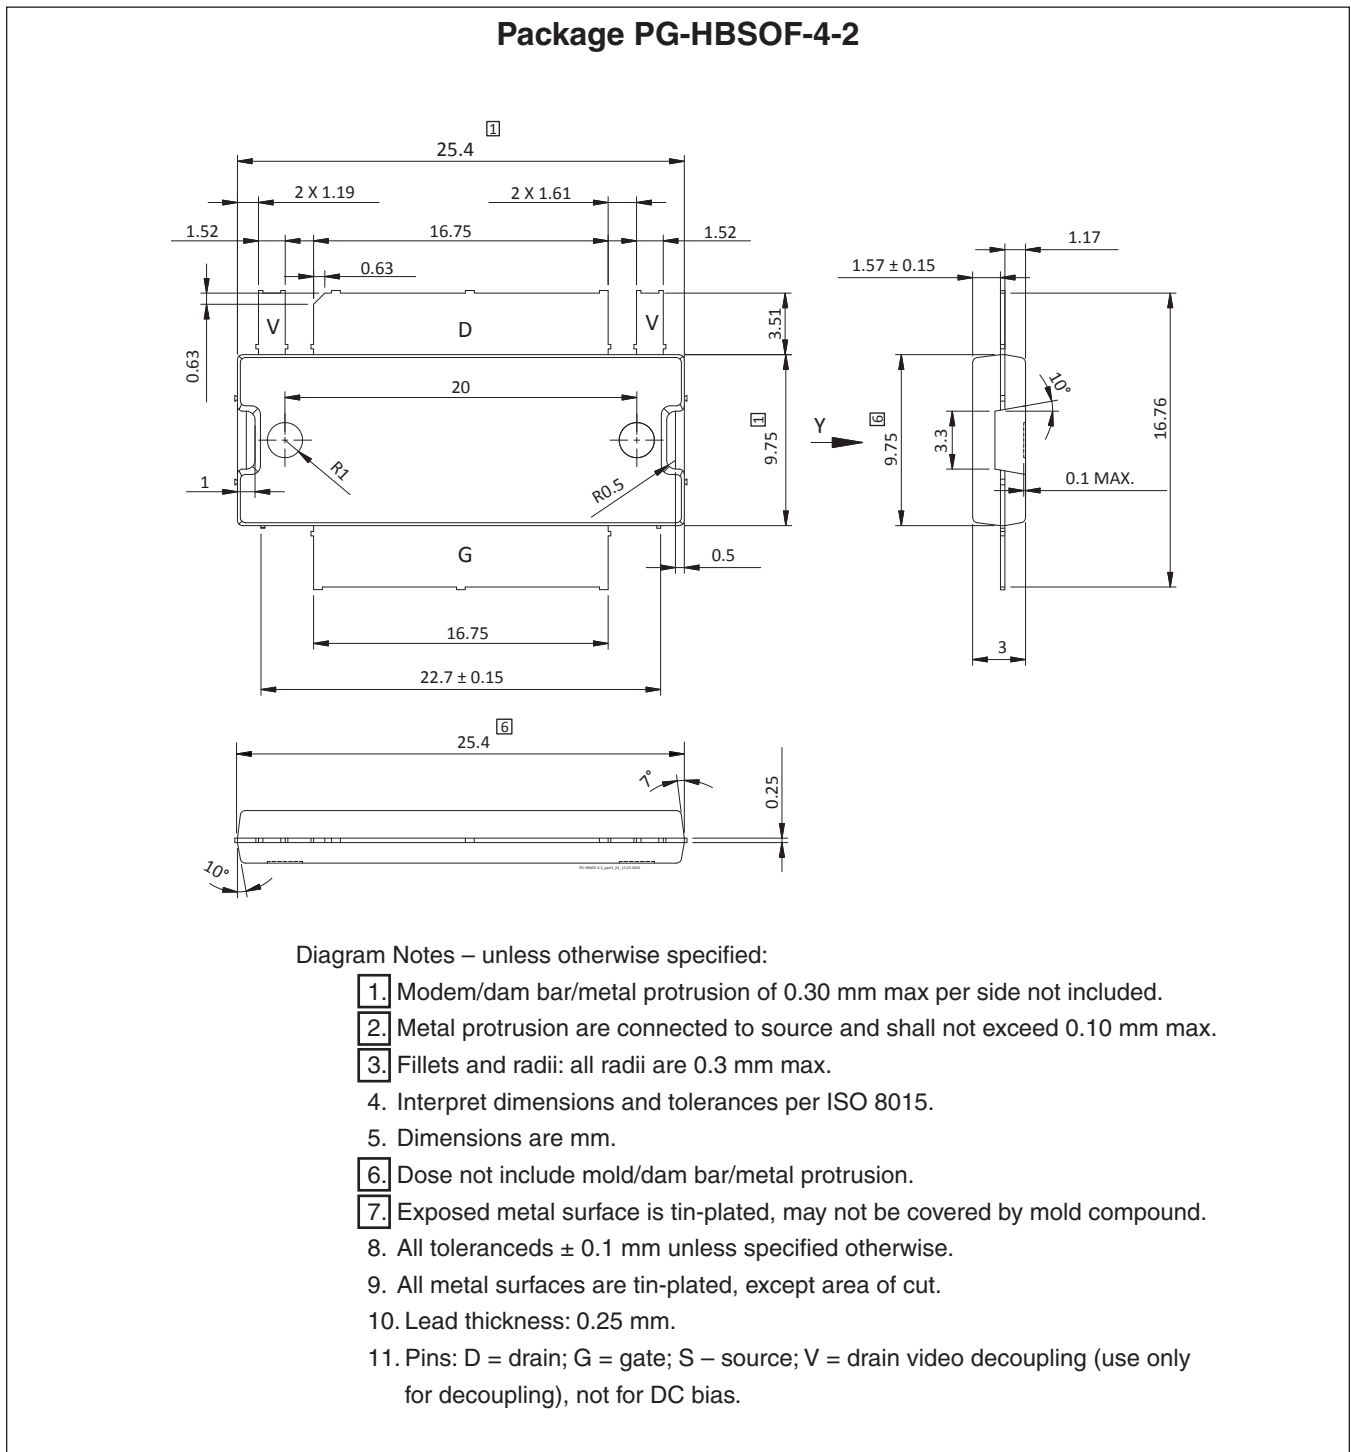 Package PG-HBSOF-4-2
1
25.4
2 X 1.19
2 X 1.61
1.52
16.75
1.52
0.63
0.63
V
D
V
3.51
20
9.75 1
R1
R0.5
1
G
0.5
16.75
22.7 ± 0.15
Y
1.17
1.57 ± 0.15
10°
9.75 6
3.3
16.76
0.1 MAX.
3
6
25.4
7°
0.25
10°
Diagram Notes – unless otherwise specified:
1. Modem/dam bar/metal protrusion of 0.30 mm max per side not included.
2. Metal protrusion are connected to source and shall not exceed 0.10 mm max.
3. Fillets and radii: all radii are 0.3 mm max.
4. Interpret dimensions and tolerances per ISO 8015.
5. Dimensions are mm.
6. Dose not include mold/dam bar/metal protrusion.
7. Exposed metal surface is tin-plated, may not be covered by mold compound.
8. All toleranceds ± 0.1 mm unless specified otherwise.
9. All metal surfaces are tin-plated, except area of cut.
10. Lead thickness: 0.25 mm.
11. Pins: D = drain; G = gate; S – source; V = drain video decoupling (use only
for decoupling), not for DC bias.